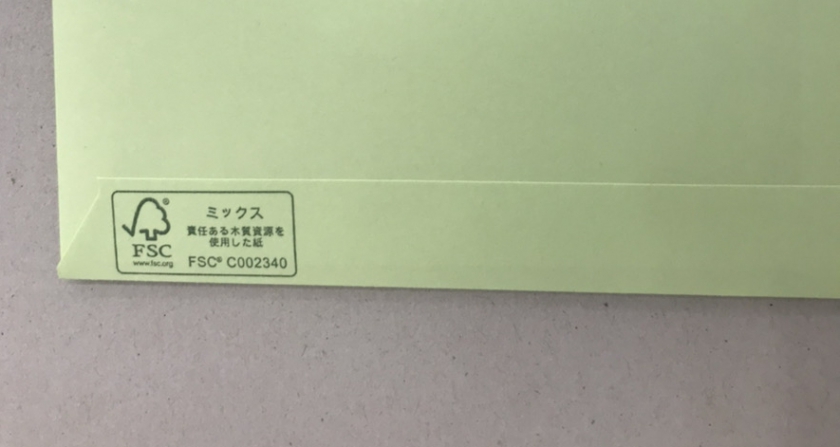 FSC
www.fsc.org
ミックス
責任ある木質資源を
使用した紙
FSC® C002340